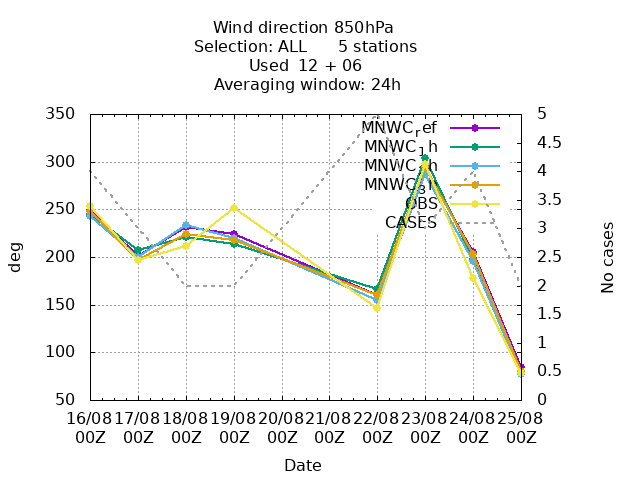 Wind direction 850hPa
Selection: ALL 5 stations
Used 12 + 06
Averaging window: 24h
350
300
250
200
150
100
50
5
4.5
4
3.5
3
2.5
2
1.5
1
0.5
0
MNWCref
MNWC1h
OBS
CASES
deg
No cases
16/08 17/08 18/08 19/08 20/08 21/08 22/08 23/08 24/08 25/08
00Z 00Z 00Z 00Z 00Z 00Z 00Z 00Z 00Z 00Z
Date